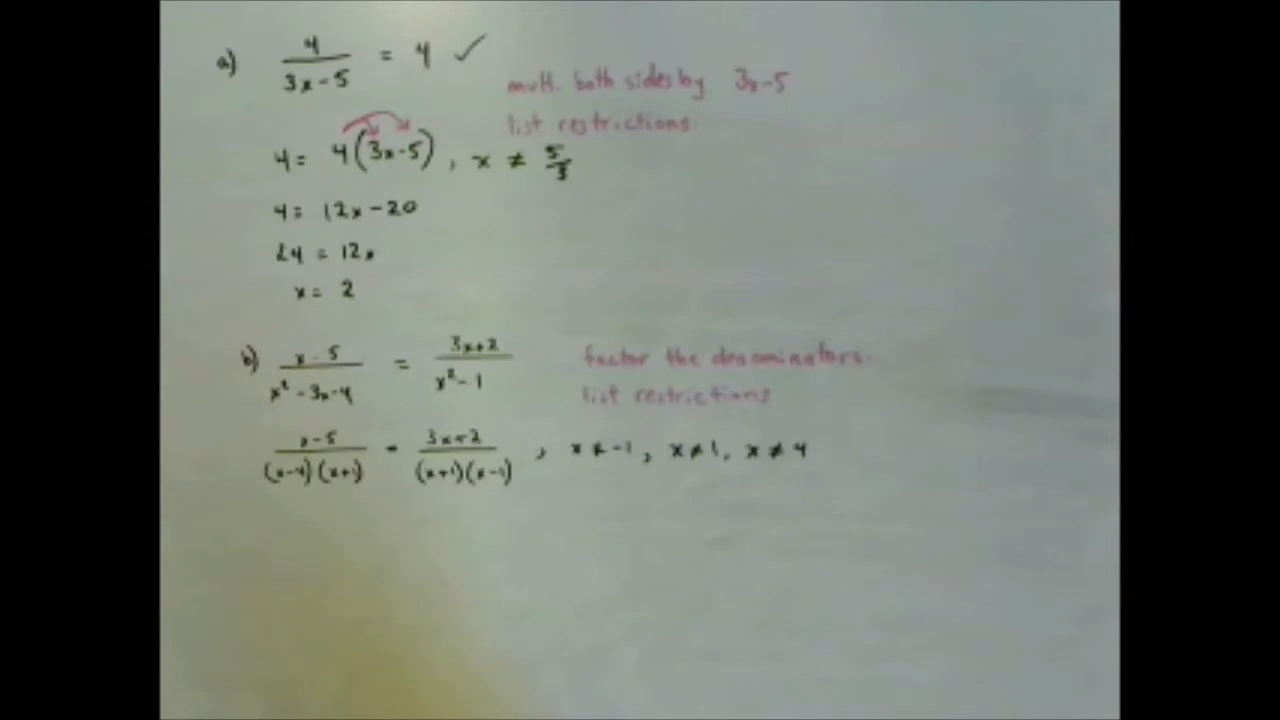 a) 4/(3x-5) = 4 ✓
mult. both sides by 3x-5
list restrictions.
4 = 4(3x-5), x ≠ 5/3
4 = 12x-20
24 = 12x
x = 2
b) (x-5)/(x²-3x-4) = (3x+2)/(x²-1)
factor the denominators.
list restrictions
(x-5)/((x-4)(x+1)) = (3x+2)/((x+1)(x-1)), x ≠ -1, x ≠ 1, x ≠ 4